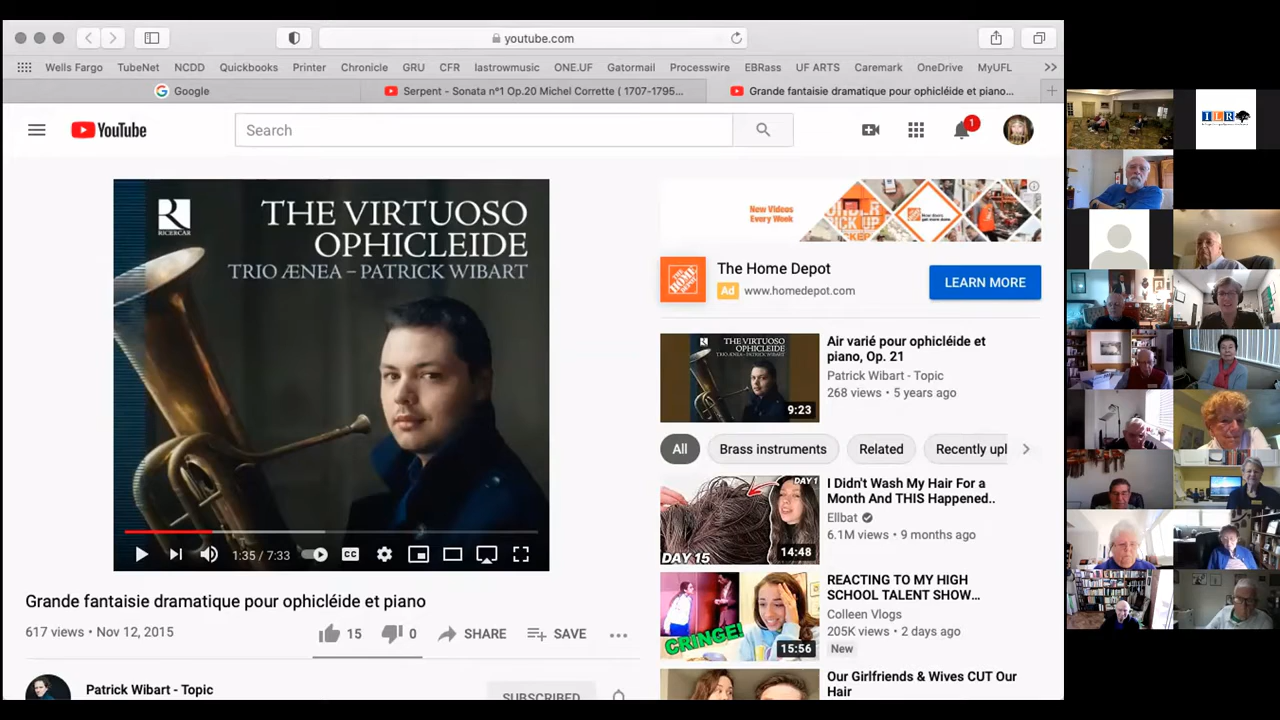 youtube.com
Wells Fargo TubeNet NCDD Quickbooks Printer Chronicle GRU CFR lastrowmusic ONE.UF Gatormail Processwire EBRass UF ARTS Caremark OneDrive MyUFL
Google
Serpent - Sonata nº1 Op.20 Michel Corrette ( 1707-1795...
Grande fantaisie dramatique pour ophicléide et piano...
YouTube
Search
1
R
RICERCAR
THE VIRTUOSO
OPHICLEIDE
TRIO ÆNEA – PATRICK WIBART
1:35 / 7:33
CC
Grande fantaisie dramatique pour ophicléide et piano
617 views • Nov 12, 2015
15
0
SHARE
SAVE
Patrick Wibart - Topic
SUBSCRIBED
New Videos
Every Week
The Home Depot
Ad www.homedepot.com
LEARN MORE
THE VIRTUOSO
OPHICLEIDE
TRIO ÆNEA – PATRICK WIBART
9:23
Air varié pour ophicléide et
piano, Op. 21
Patrick Wibart - Topic
268 views • 5 years ago
All
Brass instruments
Related
Recently upl
DAY 1
DAY 15
14:48
I Didn't Wash My Hair For a
Month And THIS Happened..
Ellbat
6.1M views • 9 months ago
CRINGE!
15:56
REACTING TO MY HIGH
SCHOOL TALENT SHOW...
Colleen Vlogs
205K views • 2 days ago
New
Our Girlfriends & Wives CUT Our
Hair
ILR